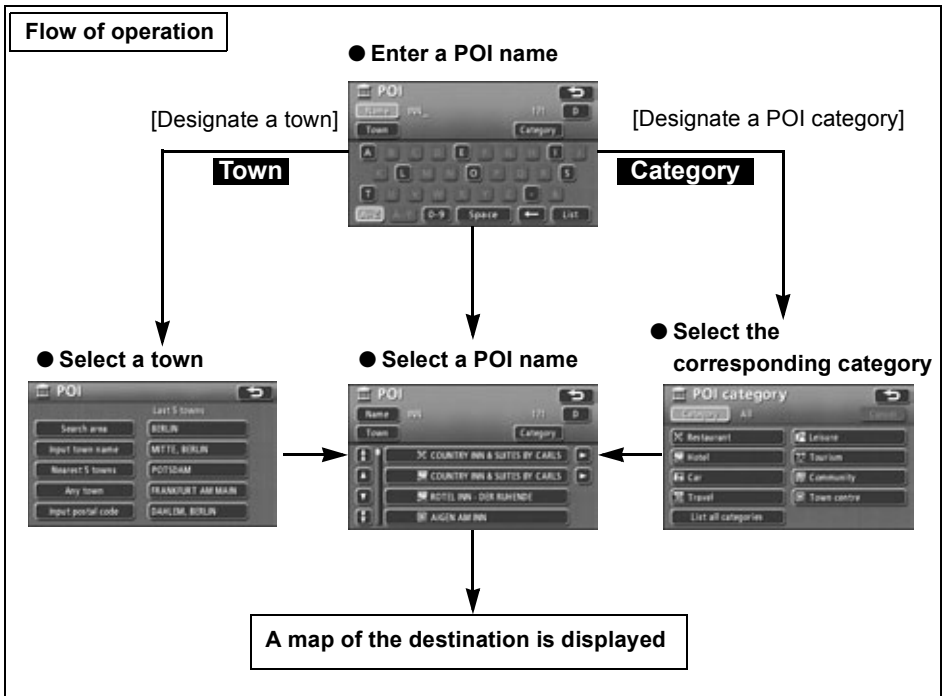 Flow of operation
● Enter a POI name
POI
Name INN_ 171 D
Town Category
[Designate a town]
[Designate a POI category]
Town
Category
A E I
L O S
T
A-Z 0-9 Space ← List
● Select a town
● Select a POI name
● Select the
corresponding category
POI
Last 5 towns
Search area BERLIN
Input town name MITTE, BERLIN
Nearest 5 towns POTSDAM
Any town FRANKFURT AM MAIN
Input postal code DAHLEM, BERLIN
POI
Name INN 171 D
Town Category
COUNTRY INN & SUITES BY CARLS
COUNTRY INN & SUITES BY CARLS
ROTEL INN - DER RUHENDE
AIGEN AM INN
POI category
Category All Cancel
Restaurant Leisure
Hotel Tourism
Car Community
Travel Town centre
List all categories
A map of the destination is displayed